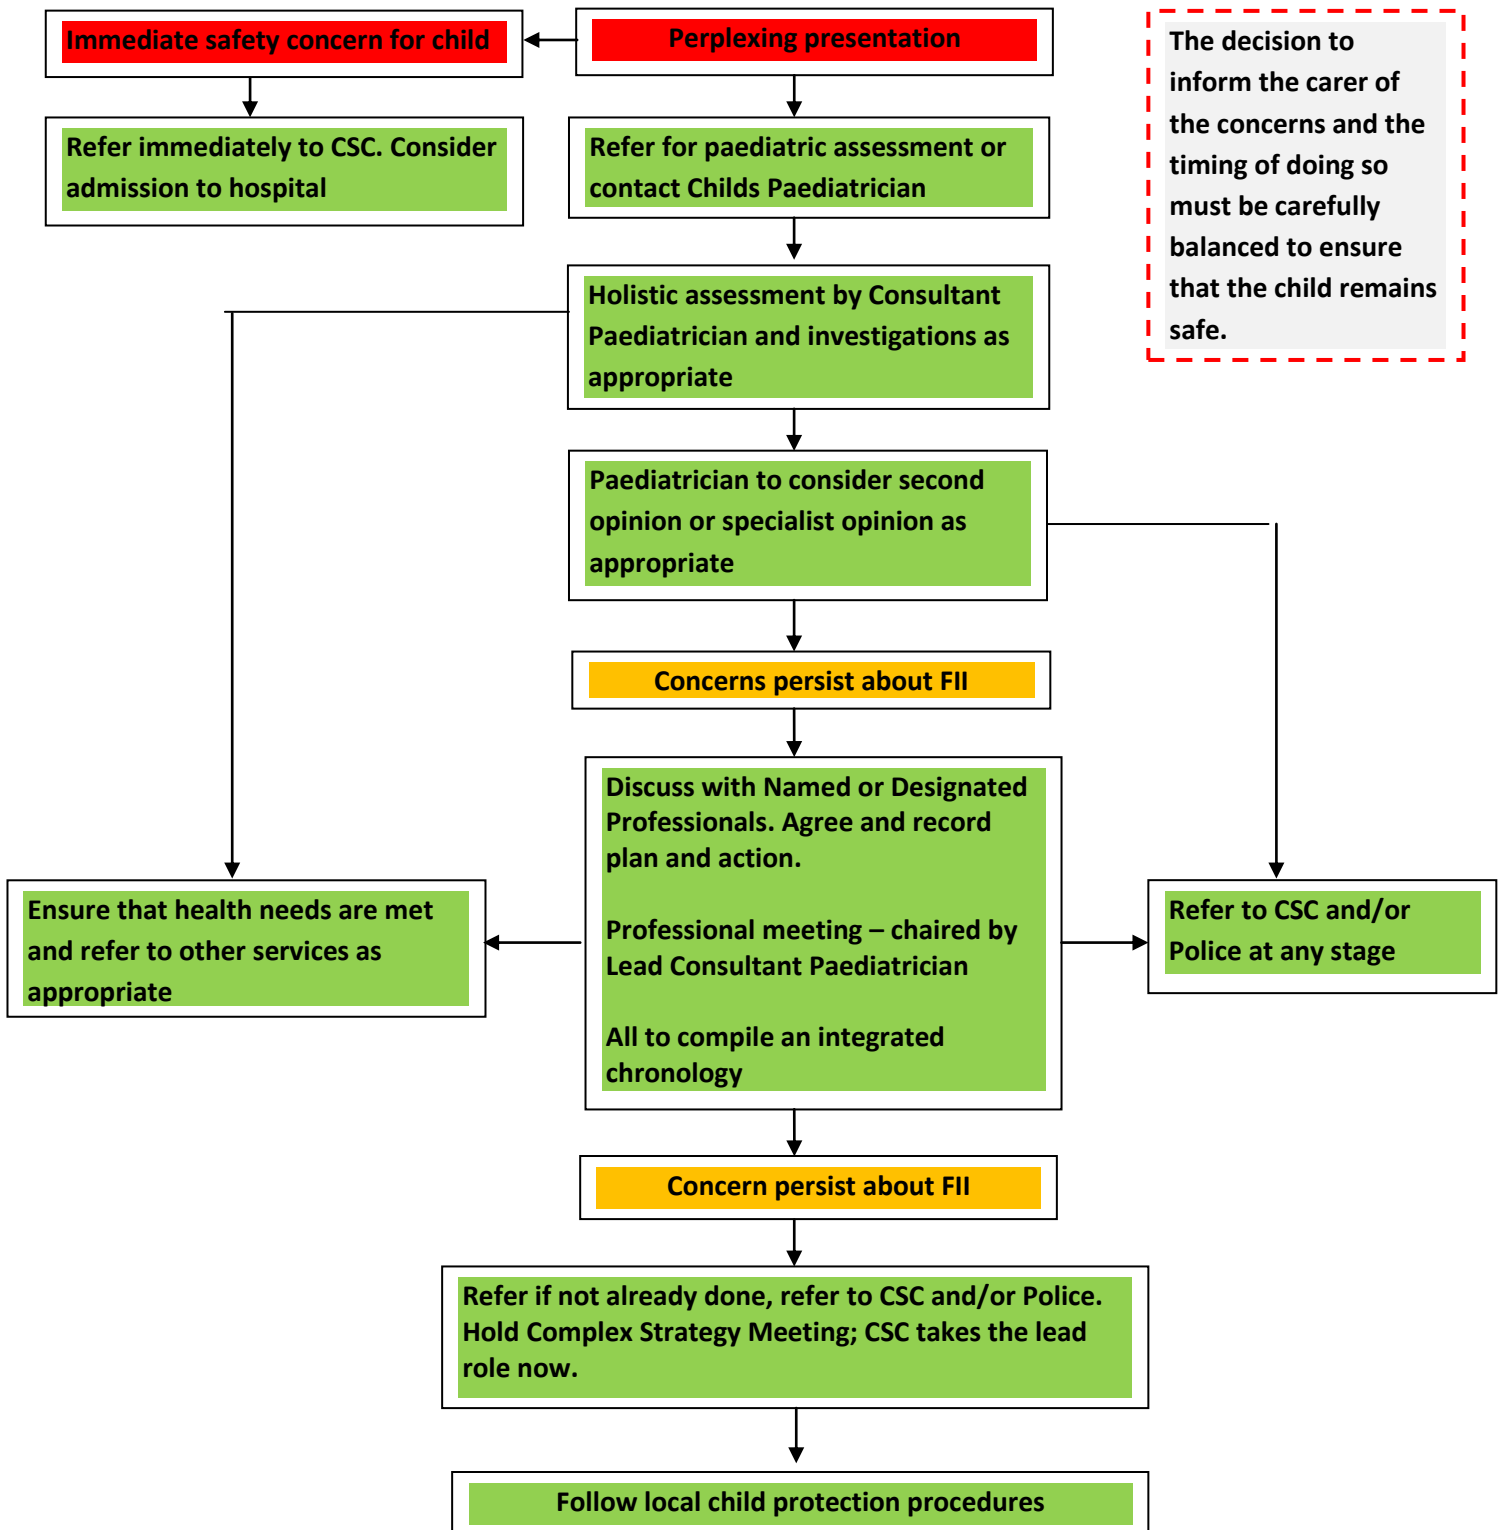 Immediate safety concern for child
Perplexing presentation
The decision to
inform the carer of
the concerns and the
timing of doing so
must be carefully
balanced to ensure
that the child remains
safe.
Refer immediately to CSC. Consider
admission to hospital
Refer for paediatric assessment or
contact Childs Paediatrician
Holistic assessment by Consultant
Paediatrician and investigations as
appropriate
Paediatrician to consider second
opinion or specialist opinion as
appropriate
Concerns persist about FII
Discuss with Named or Designated
Professionals. Agree and record
plan and action.
Professional meeting – chaired by
Lead Consultant Paediatrician
All to compile an integrated
chronology
Ensure that health needs are met
and refer to other services as
appropriate
Refer to CSC and/or
Police at any stage
Concern persist about FII
Refer if not already done, refer to CSC and/or Police.
Hold Complex Strategy Meeting; CSC takes the lead
role now.
Follow local child protection procedures